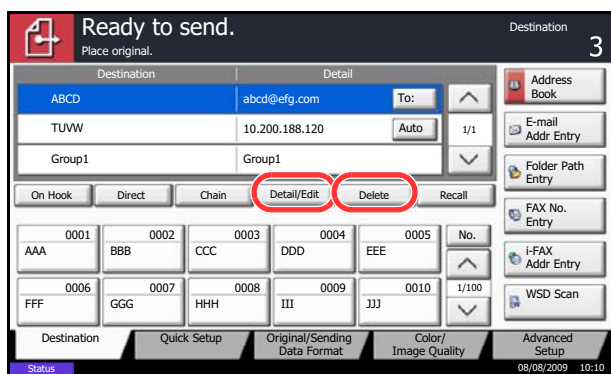 Ready to send.
Destination
Place original.
3
Destination Detail
ABCD abcd@efg.com To:
TUVW 10.200.188.120 Auto 1/1
Group1 Group1
On Hook Direct Chain Detail/Edit Delete Recall
0001 0002 0003 0004 0005 No.
AAA BBB CCC DDD EEE
0006 0007 0008 0009 0010 1/100
FFF GGG HHH III JJJ
Address
Book
E-mail
Addr Entry
Folder Path
Entry
FAX No.
Entry
i-FAX
Addr Entry
WSD Scan
Destination Quick Setup Original/Sending
Data Format Color/
Image Quality Advanced
Setup
Status 08/08/2009 10:10